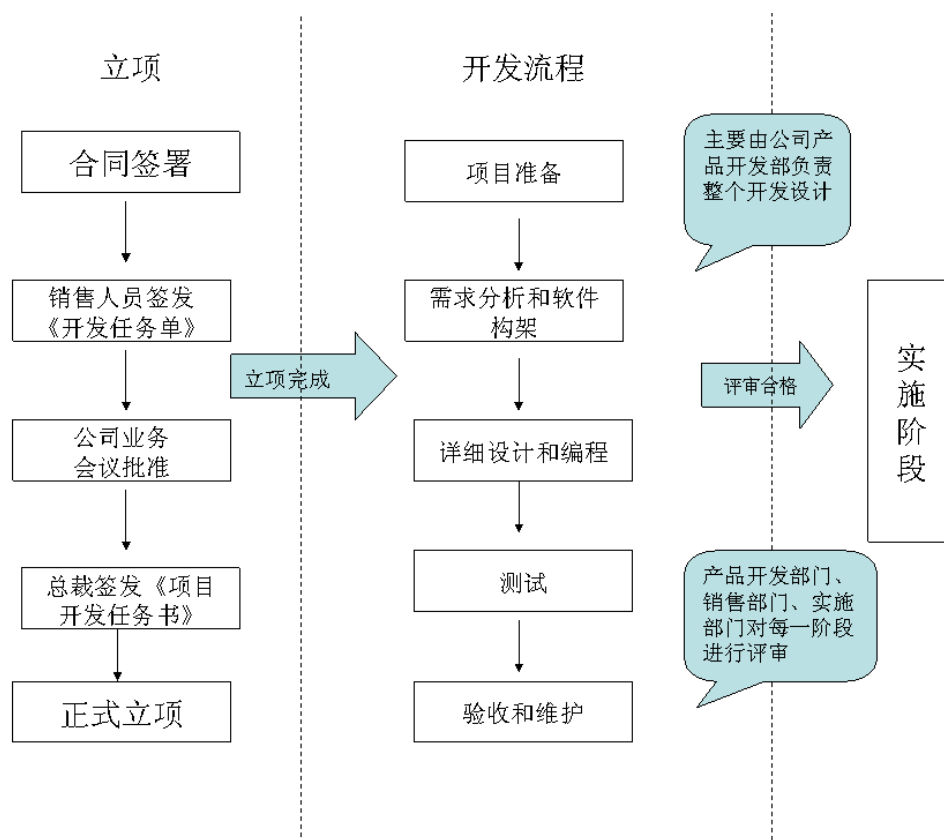 立项
合同签署
销售人员签发
《开发任务单》
公司业务
会议批准
总裁签发《项目
开发任务书》
正式立项
立项完成
开发流程
项目准备
需求分析和软件
构架
详细设计和编程
测试
验收和维护
主要由公司产
品开发部负责
整个开发设计
评审合格
产品开发部门、
销售部门、实施
部门对每一阶段
进行评审
实
施
阶
段